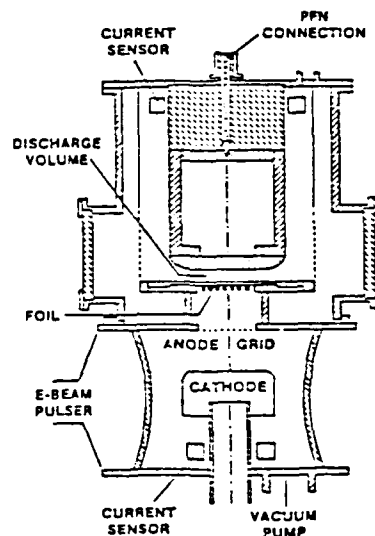 CURRENT
SENSOR
PFN
CONNECTION
DISCHARGE
VOLUME
FOIL
ANODE GRID
CATHODE
E-BEAM
PULSER
CURRENT
SENSOR
VACUUM
PUMP